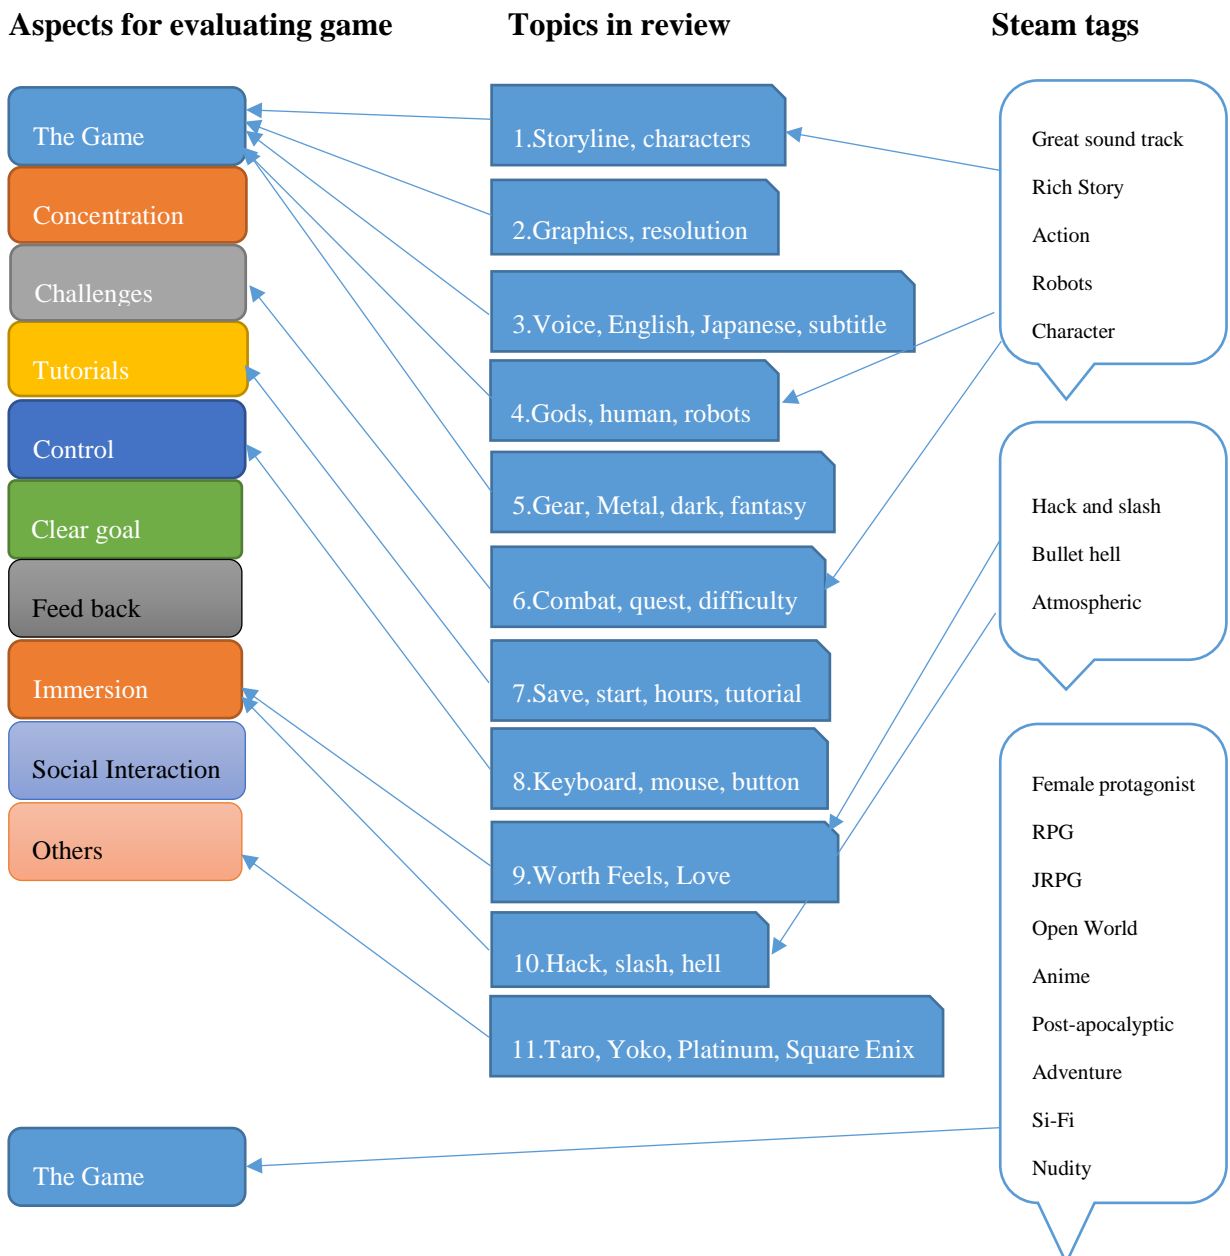 Aspects for evaluating game
Topics in review
Steam tags
The Game
Concentration
Challenges
Tutorials
Control
Clear goal
Feed back
Immersion
Social Interaction
Others
The Game
1.Storyline, characters
2.Graphics, resolution
3.Voice, English, Japanese, subtitle
4.Gods, human, robots
5.Gear, Metal, dark, fantasy
6.Combat, quest, difficulty
7.Save, start, hours, tutorial
8.Keyboard, mouse, button
9.Worth Feels, Love
10.Hack, slash, hell
11.Taro, Yoko, Platinum, Square Enix
Great sound track
Rich Story
Action
Robots
Character
Hack and slash
Bullet hell
Atmospheric
Female protagonist
RPG
JRPG
Open World
Anime
Post-apocalyptic
Adventure
Si-Fi
Nudity